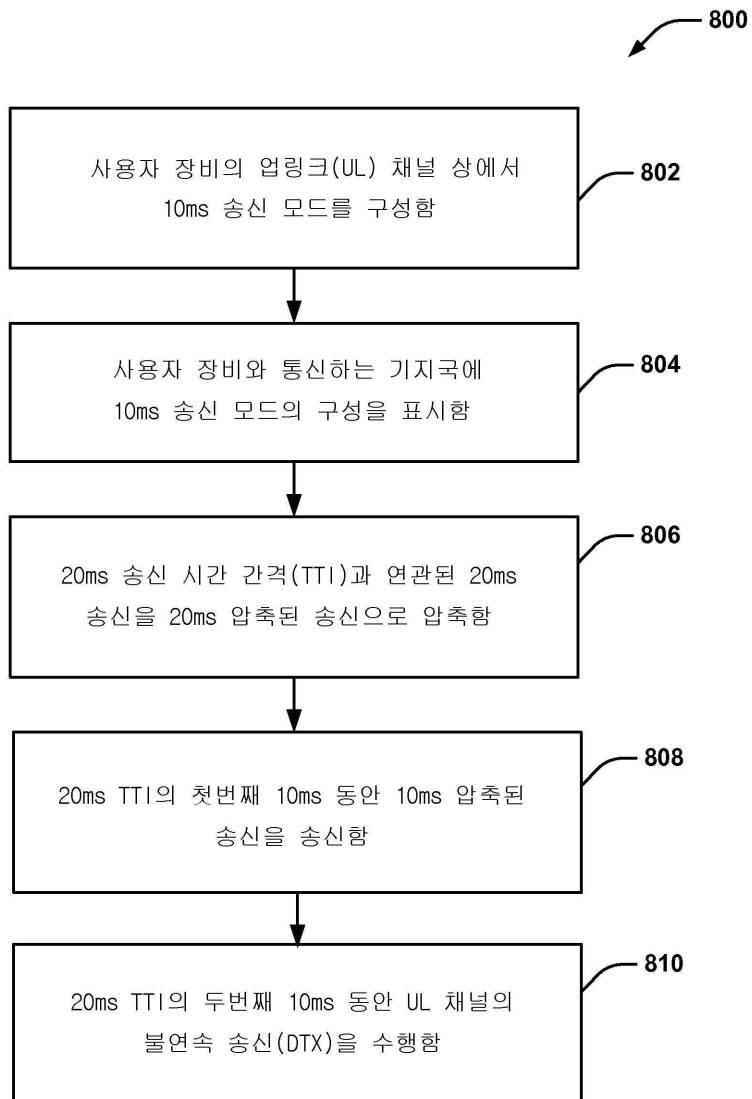 800
사용자 장비의 업링크(UL) 채널 상에서
10ms 송신 모드를 구성함
802
사용자 장비와 통신하는 기지국에
10ms 송신 모드의 구성을 표시함
804
20ms 송신 시간 간격(TTI)과 연관된 20ms
송신을 20ms 압축된 송신으로 압축함
806
20ms TTI의 첫번째 10ms 동안 10ms 압축된
송신을 송신함
808
20ms TTI의 두번째 10ms 동안 UL 채널의
불연속 송신(DTX)을 수행함
810